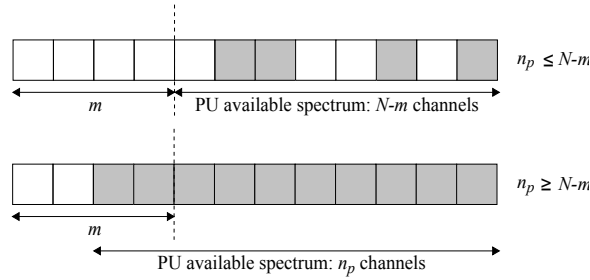 n_p ≤ N-m
m
PU available spectrum: N-m channels
n_p ≥ N-m
m
PU available spectrum: n_p channels